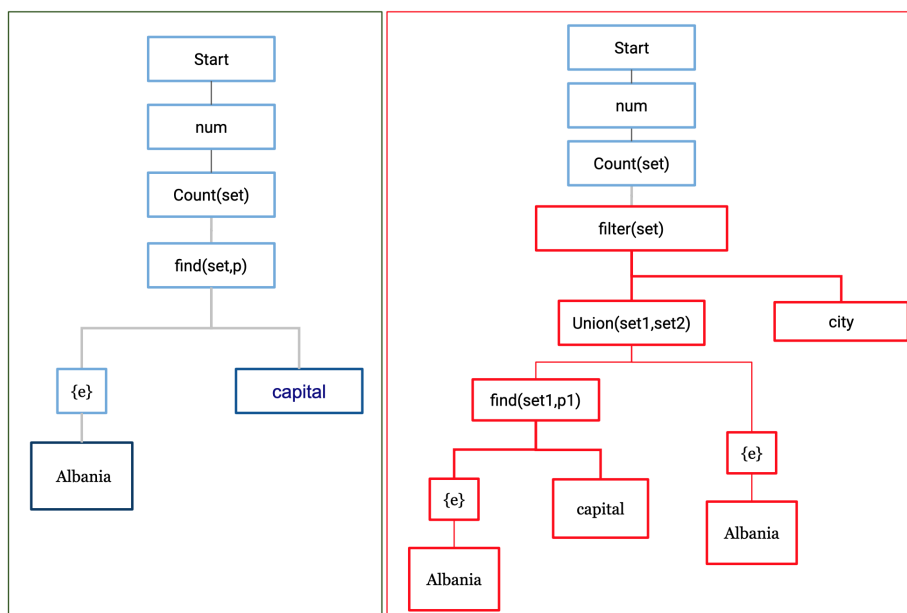 Start
num
Count(set)
find(set,p)
{e}
capital
Albania
Start
num
Count(set)
filter(set)
Union(set1,set2)
city
find(set1,p1)
{e}
{e}
capital
Albania
Albania